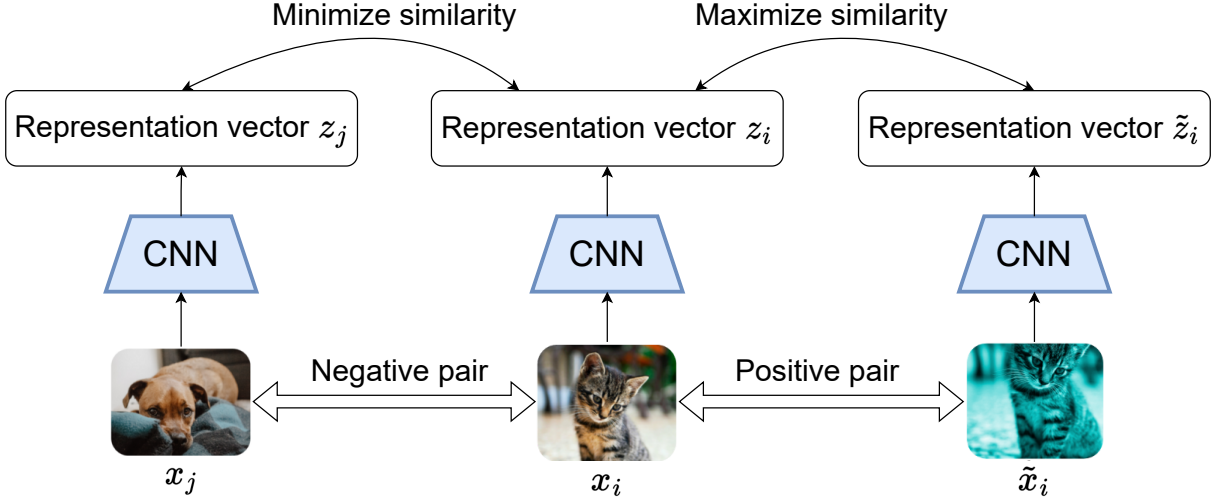 Minimize similarity
Maximize similarity
Representation vector z_j
Representation vector z_i
Representation vector z̃_i
CNN
CNN
CNN
Negative pair
Positive pair
x_j
x_i
x̃_i